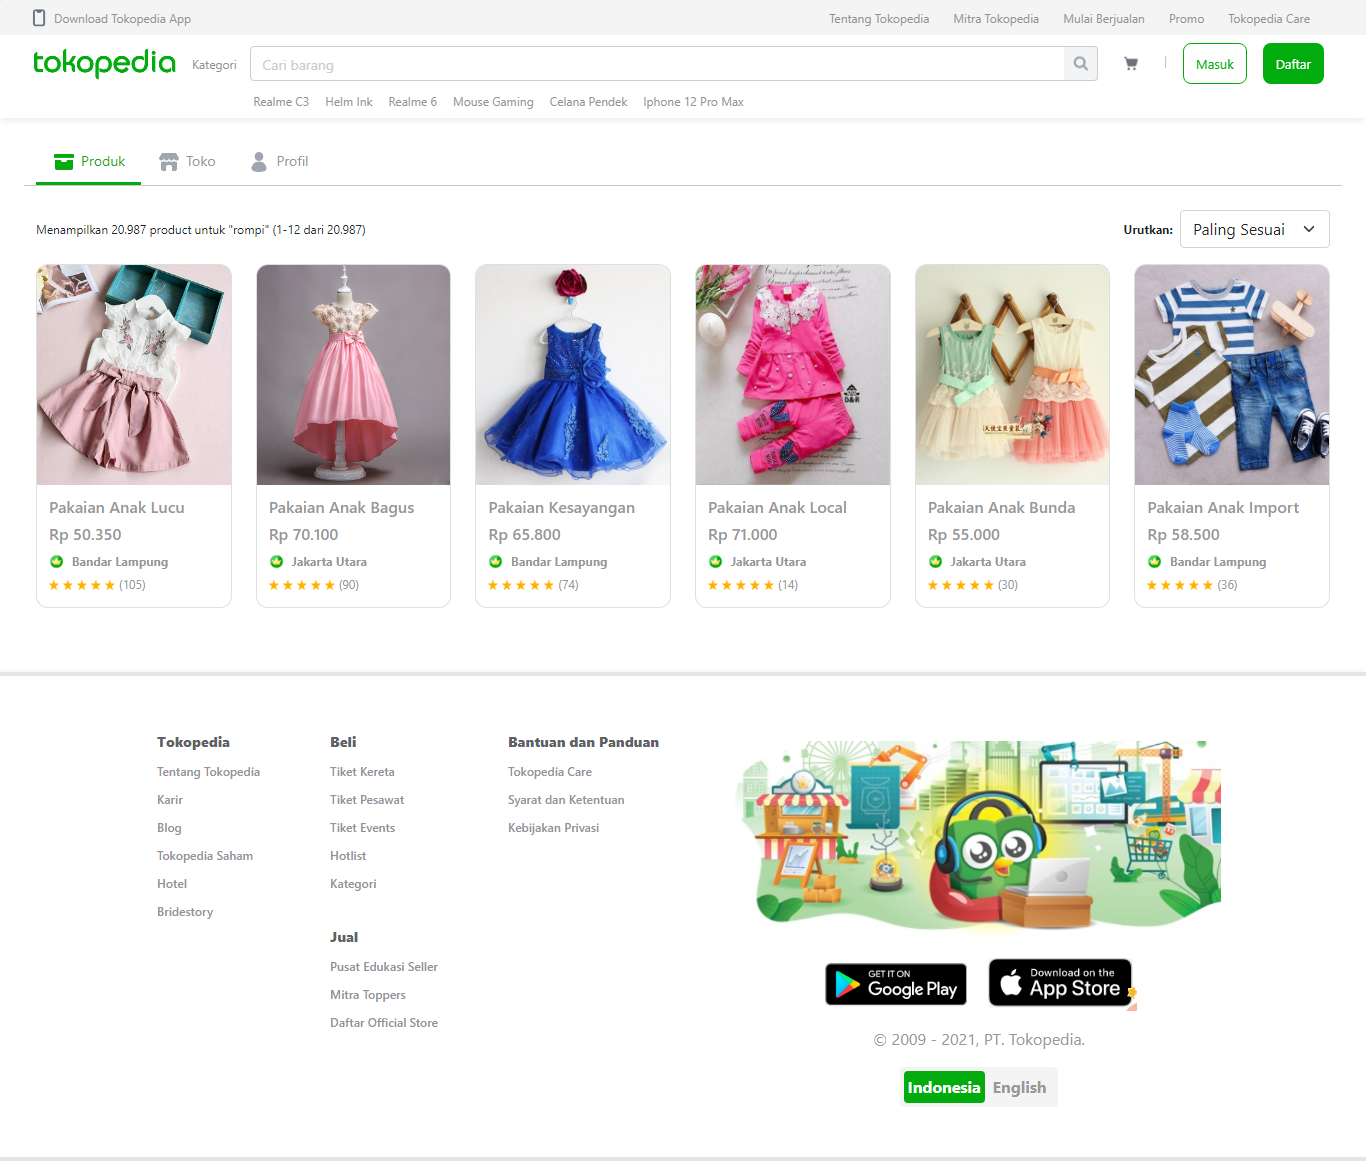 Download Tokopedia App
Tentang Tokopedia Mitra Tokopedia Mulai Berjualan Promo Tokopedia Care
tokopedia Kategori Cari barang Masuk Daftar
Realme C3 Helm Ink Realme 6 Mouse Gaming Celana Pendek Iphone 12 Pro Max
Produk Toko Profil
Menampilkan 20.987 product untuk "rompi" (1-12 dari 20.987)
Urutkan: Paling Sesuai
D&R
Pakaian Anak Lucu
Rp 50.350
Bandar Lampung
(105)
Pakaian Anak Bagus
Rp 70.100
Jakarta Utara
(90)
Pakaian Kesayangan
Rp 65.800
Bandar Lampung
(74)
Pakaian Anak Local
Rp 71.000
Jakarta Utara
(14)
Pakaian Anak Bunda
Rp 55.000
Jakarta Utara
(30)
Pakaian Anak Import
Rp 58.500
Bandar Lampung
(36)
Tokopedia
Tentang Tokopedia
Karir
Blog
Tokopedia Saham
Hotel
Bridestory
Beli
Tiket Kereta
Tiket Pesawat
Tiket Events
Hotlist
Kategori
Jual
Pusat Edukasi Seller
Mitra Toppers
Daftar Official Store
Bantuan dan Panduan
Tokopedia Care
Syarat dan Ketentuan
Kebijakan Privasi
GET IT ON
Google Play
Download on the
App Store
© 2009 - 2021, PT. Tokopedia.
Indonesia English